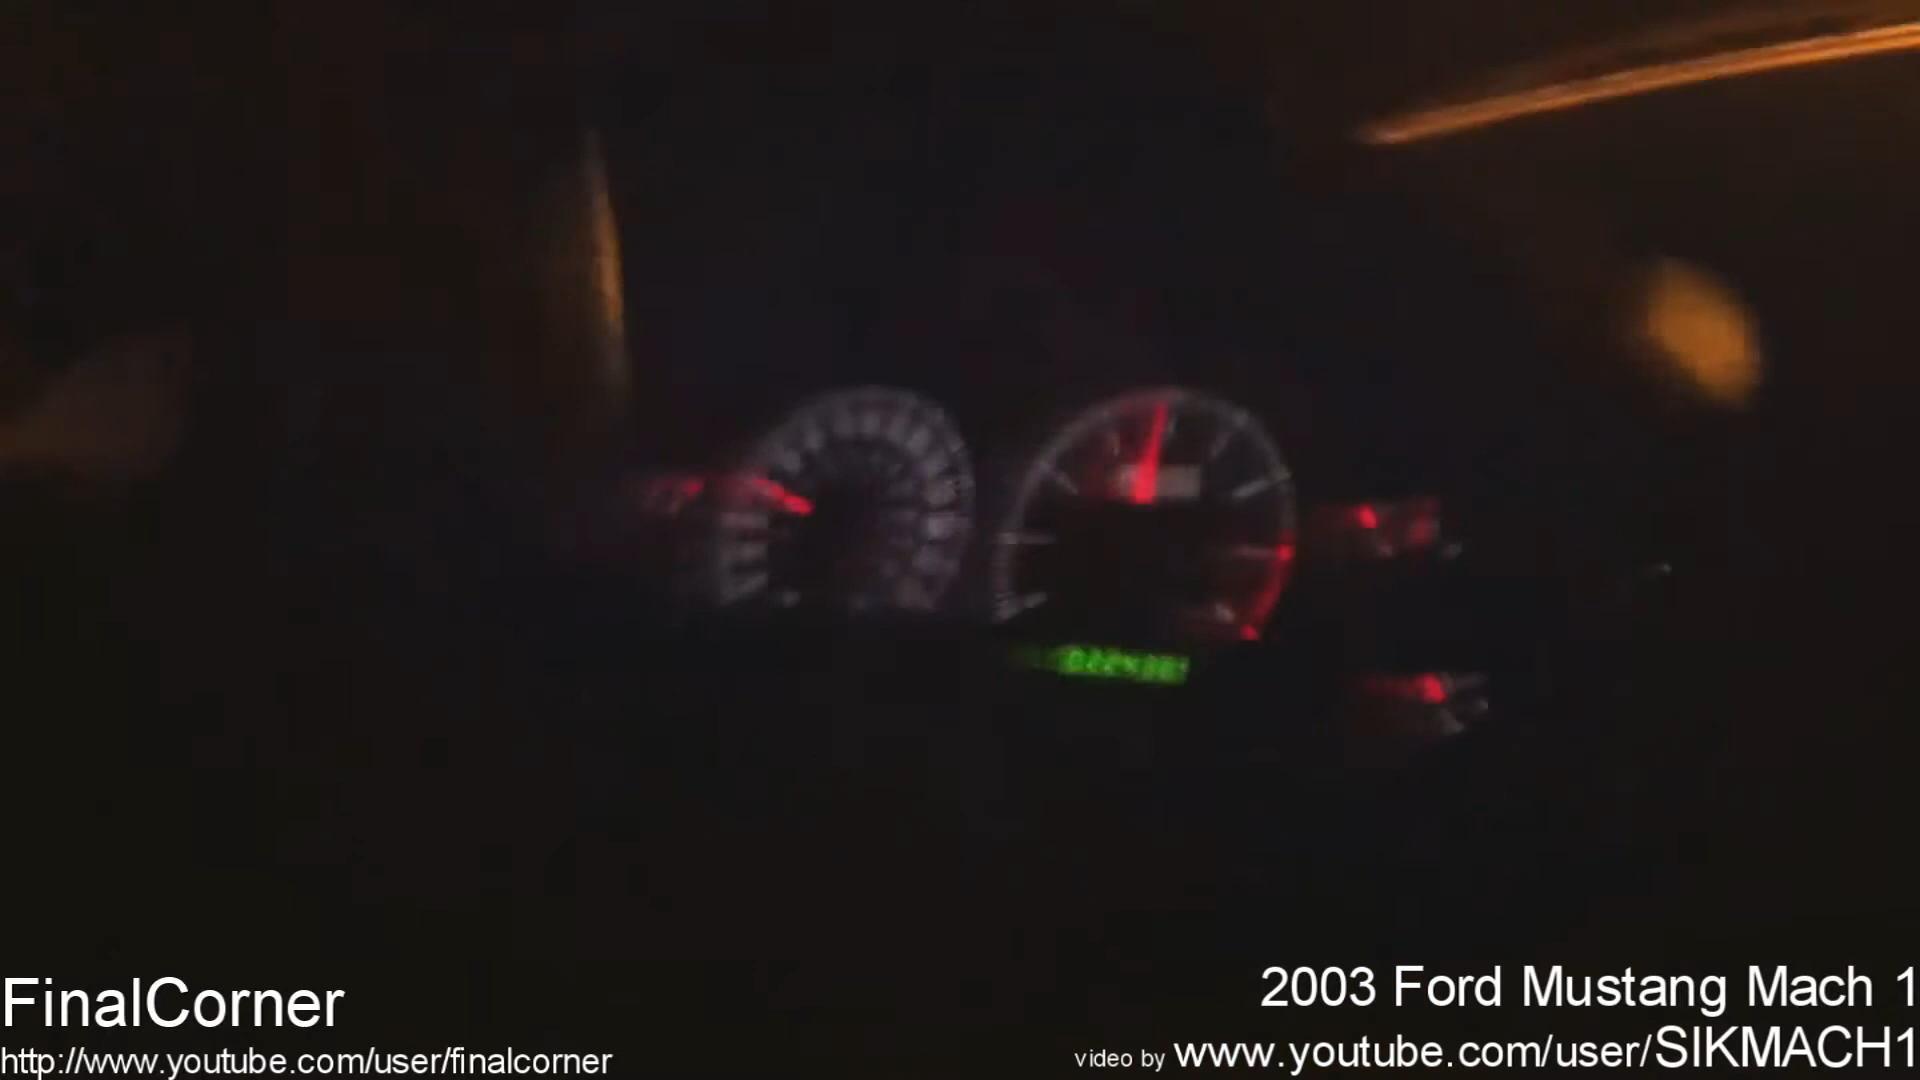 FinalCorner
http://www.youtube.com/user/finalcorner
2003 Ford Mustang Mach 1
video by www.youtube.com/user/SIKMACH1